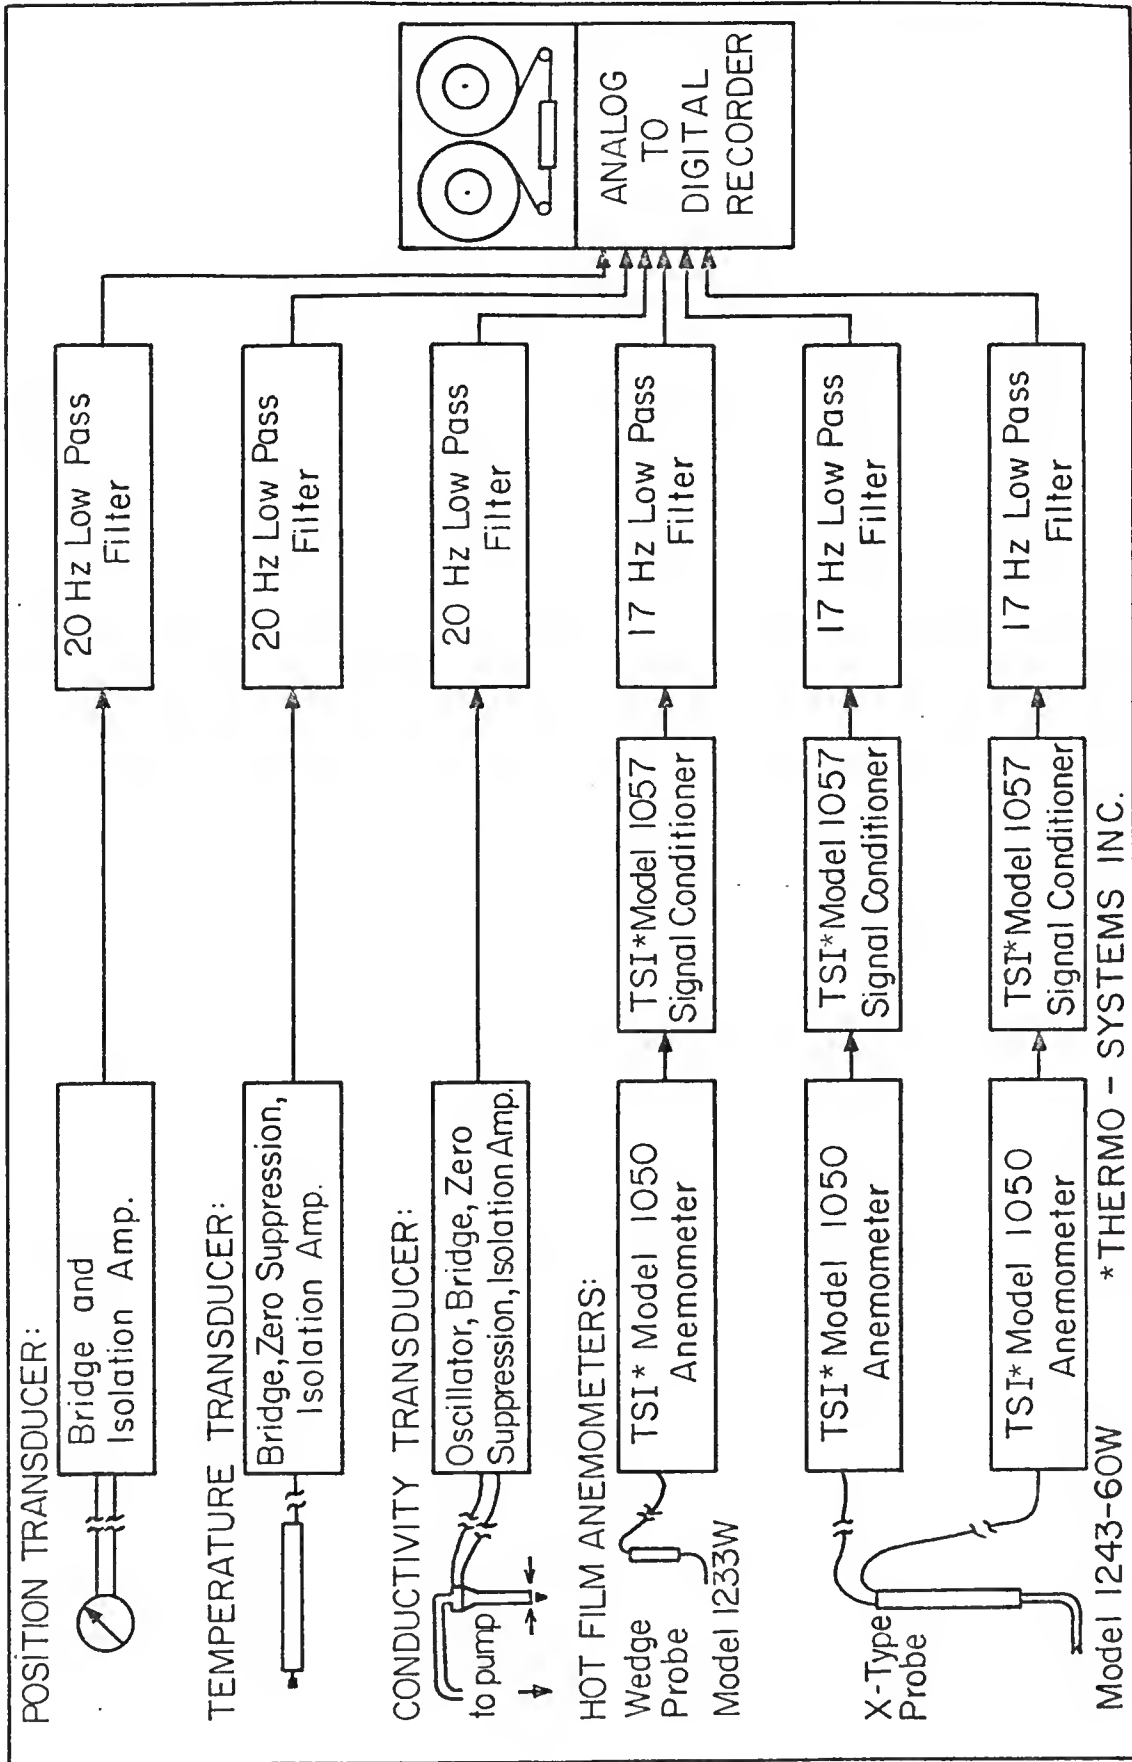 POSITION TRANSDUCER:
Bridge and
Isolation Amp.
20 Hz Low Pass
Filter
TEMPERATURE TRANSDUCER:
Bridge, Zero Suppression,
Isolation Amp.
20 Hz Low Pass
Filter
CONDUCTIVITY TRANSDUCER:
to pump
Oscillator, Bridge, Zero
Suppression, Isolation Amp.
20 Hz Low Pass
Filter
HOT FILM ANEMOMETERS:
Wedge
Probe
Model 1233W
TSI* Model 1050
Anemometer
TSI* Model 1057
Signal Conditioner
17 Hz Low Pass
Filter
X-Type
Probe
TSI* Model 1050
Anemometer
TSI* Model 1057
Signal Conditioner
17 Hz Low Pass
Filter
TSI* Model 1050
Anemometer
TSI* Model 1057
Signal Conditioner
17 Hz Low Pass
Filter
Model 1243-60W
*THERMO - SYSTEMS INC.
ANALOG
TO
DIGITAL
RECORDER